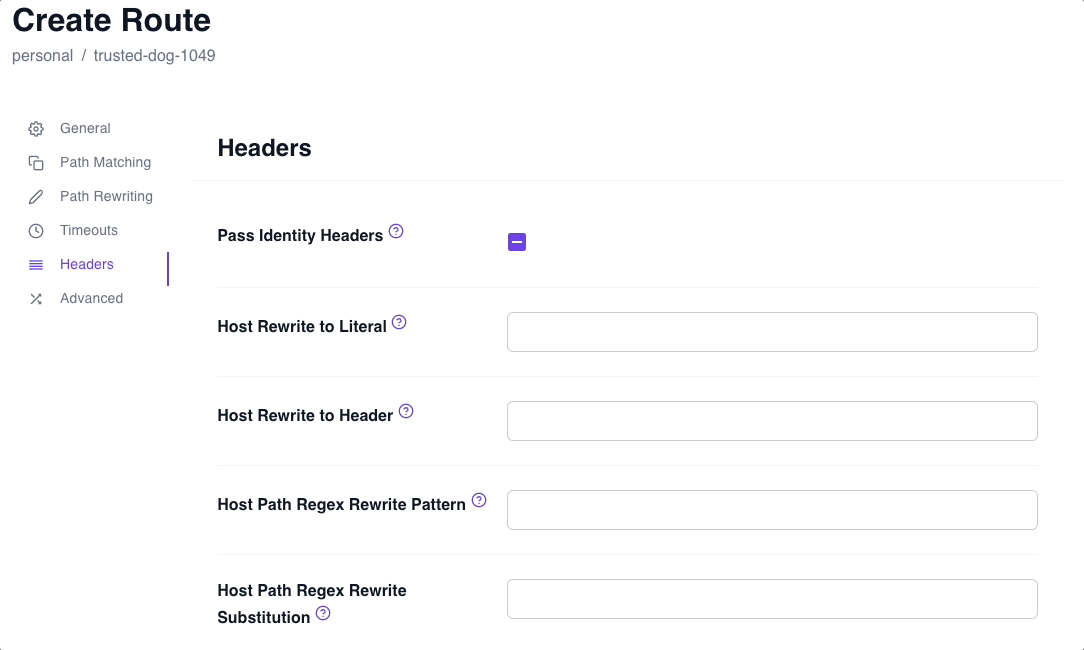 Create Route
personal / trusted-dog-1049
General
Path Matching
Path Rewriting
Timeouts
Headers
Advanced
Headers
Pass Identity Headers
Host Rewrite to Literal
Host Rewrite to Header
Host Path Regex Rewrite Pattern
Host Path Regex Rewrite
Substitution